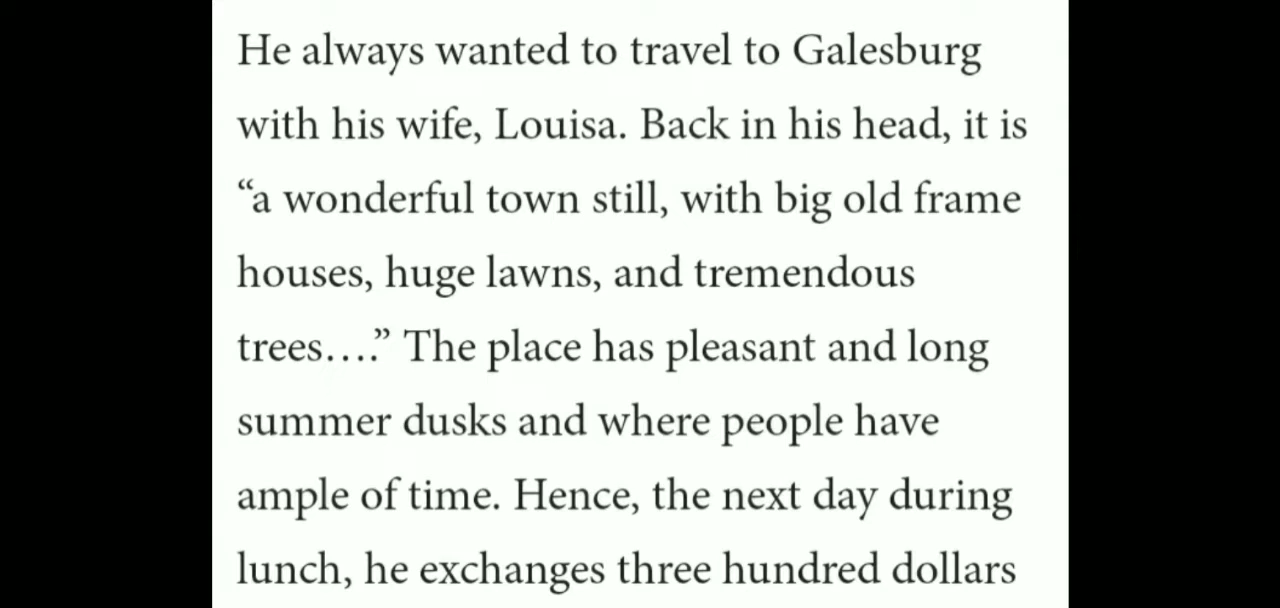 He always wanted to travel to Galesburg
with his wife, Louisa. Back in his head, it is
“a wonderful town still, with big old frame
houses, huge lawns, and tremendous
trees….” The place has pleasant and long
summer dusks and where people have
ample of time. Hence, the next day during
lunch, he exchanges three hundred dollars